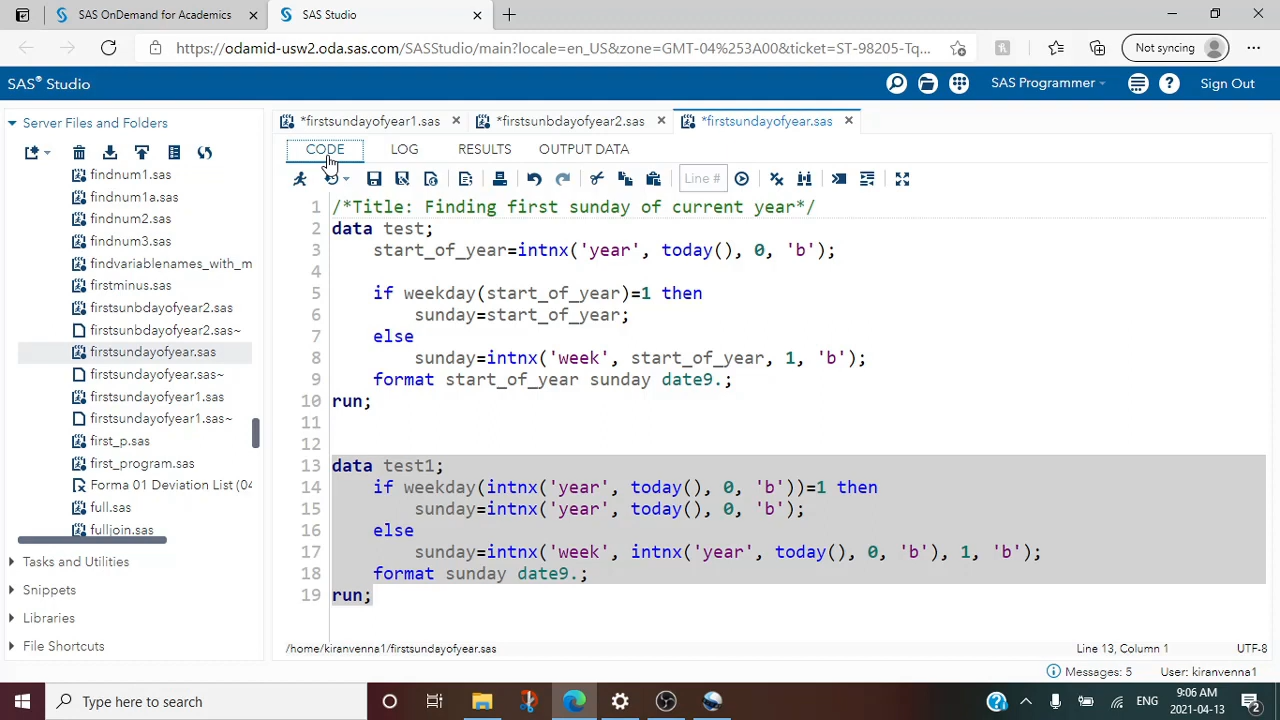 SAS OnDemand for Academics
SAS Studio
https://odamid-usw2.oda.sas.com/SASStudio/main?locale=en_US&zone=GMT-04%253A00&ticket=ST-98205-Tq...
Not syncing
SAS® Studio
SAS Programmer
Sign Out
Server Files and Folders
*firstsundayofyear1.sas
*firstsunbdayofyear2.sas
*firstsundayofyear.sas
CODE
LOG
RESULTS
OUTPUT DATA
Line #
findnum1.sas
findnum1a.sas
findnum2.sas
findnum3.sas
findvariablenames_with_m
firstminus.sas
firstsunbdayofyear2.sas
firstsunbdayofyear2.sas~
firstsundayofyear.sas
firstsundayofyear.sas~
firstsundayofyear1.sas
firstsundayofyear1.sas~
first_p.sas
first_program.sas
Forma 01 Deviation List (04
full.sas
fulljoin.sas
Tasks and Utilities
Snippets
Libraries
File Shortcuts
1 /*Title: Finding first sunday of current year*/
2 data test;
3 start_of_year=intnx('year', today(), 0, 'b');
4
5 if weekday(start_of_year)=1 then
6 sunday=start_of_year;
7 else
8 sunday=intnx('week', start_of_year, 1, 'b');
9 format start_of_year sunday date9.;
10 run;
11
12
13 data test1;
14 if weekday(intnx('year', today(), 0, 'b'))=1 then
15 sunday=intnx('year', today(), 0, 'b');
16 else
17 sunday=intnx('week', intnx('year', today(), 0, 'b'), 1, 'b');
18 format sunday date9.;
19 run;
/home/kiranvenna1/firstsundayofyear.sas
Line 13, Column 1
UTF-8
Messages: 5
User: kiranvenna1
Type here to search
ENG
9:06 AM
2021-04-13
2